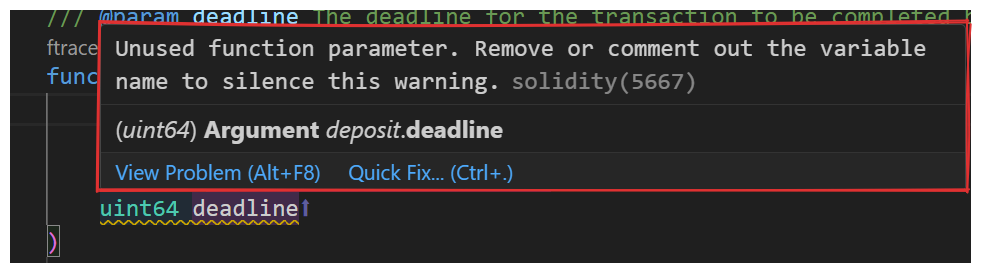 /// @param deadline The deadline for the transaction to be completed
ftrace
func
Unused function parameter. Remove or comment out the variable
name to silence this warning. solidity(5667)
(uint64) Argument deposit.deadline
View Problem (Alt+F8) Quick Fix... (Ctrl+.)
uint64 deadline↑
)